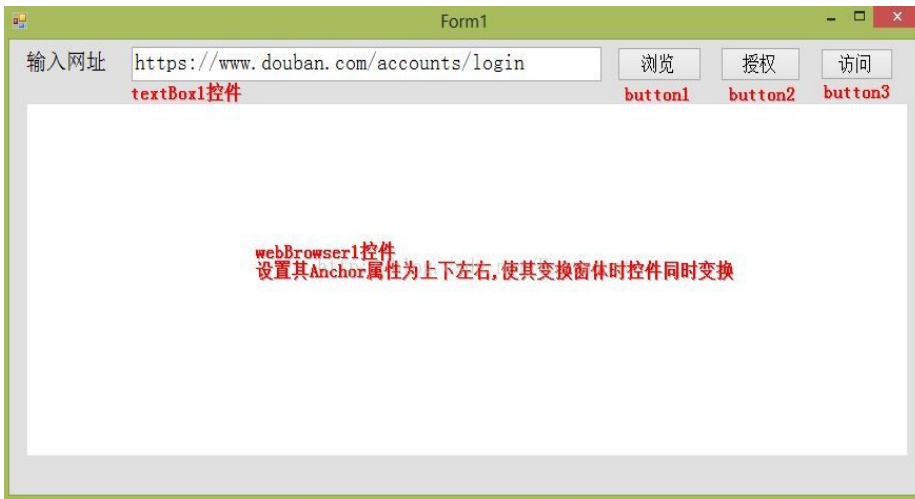 Form1
输入网址 https://www.douban.com/accounts/login 浏览 授权 访问
textBox1控件 button1 button2 button3
webBrowser1控件
设置其Anchor属性为上下左右,使其变换窗体时控件同时变换